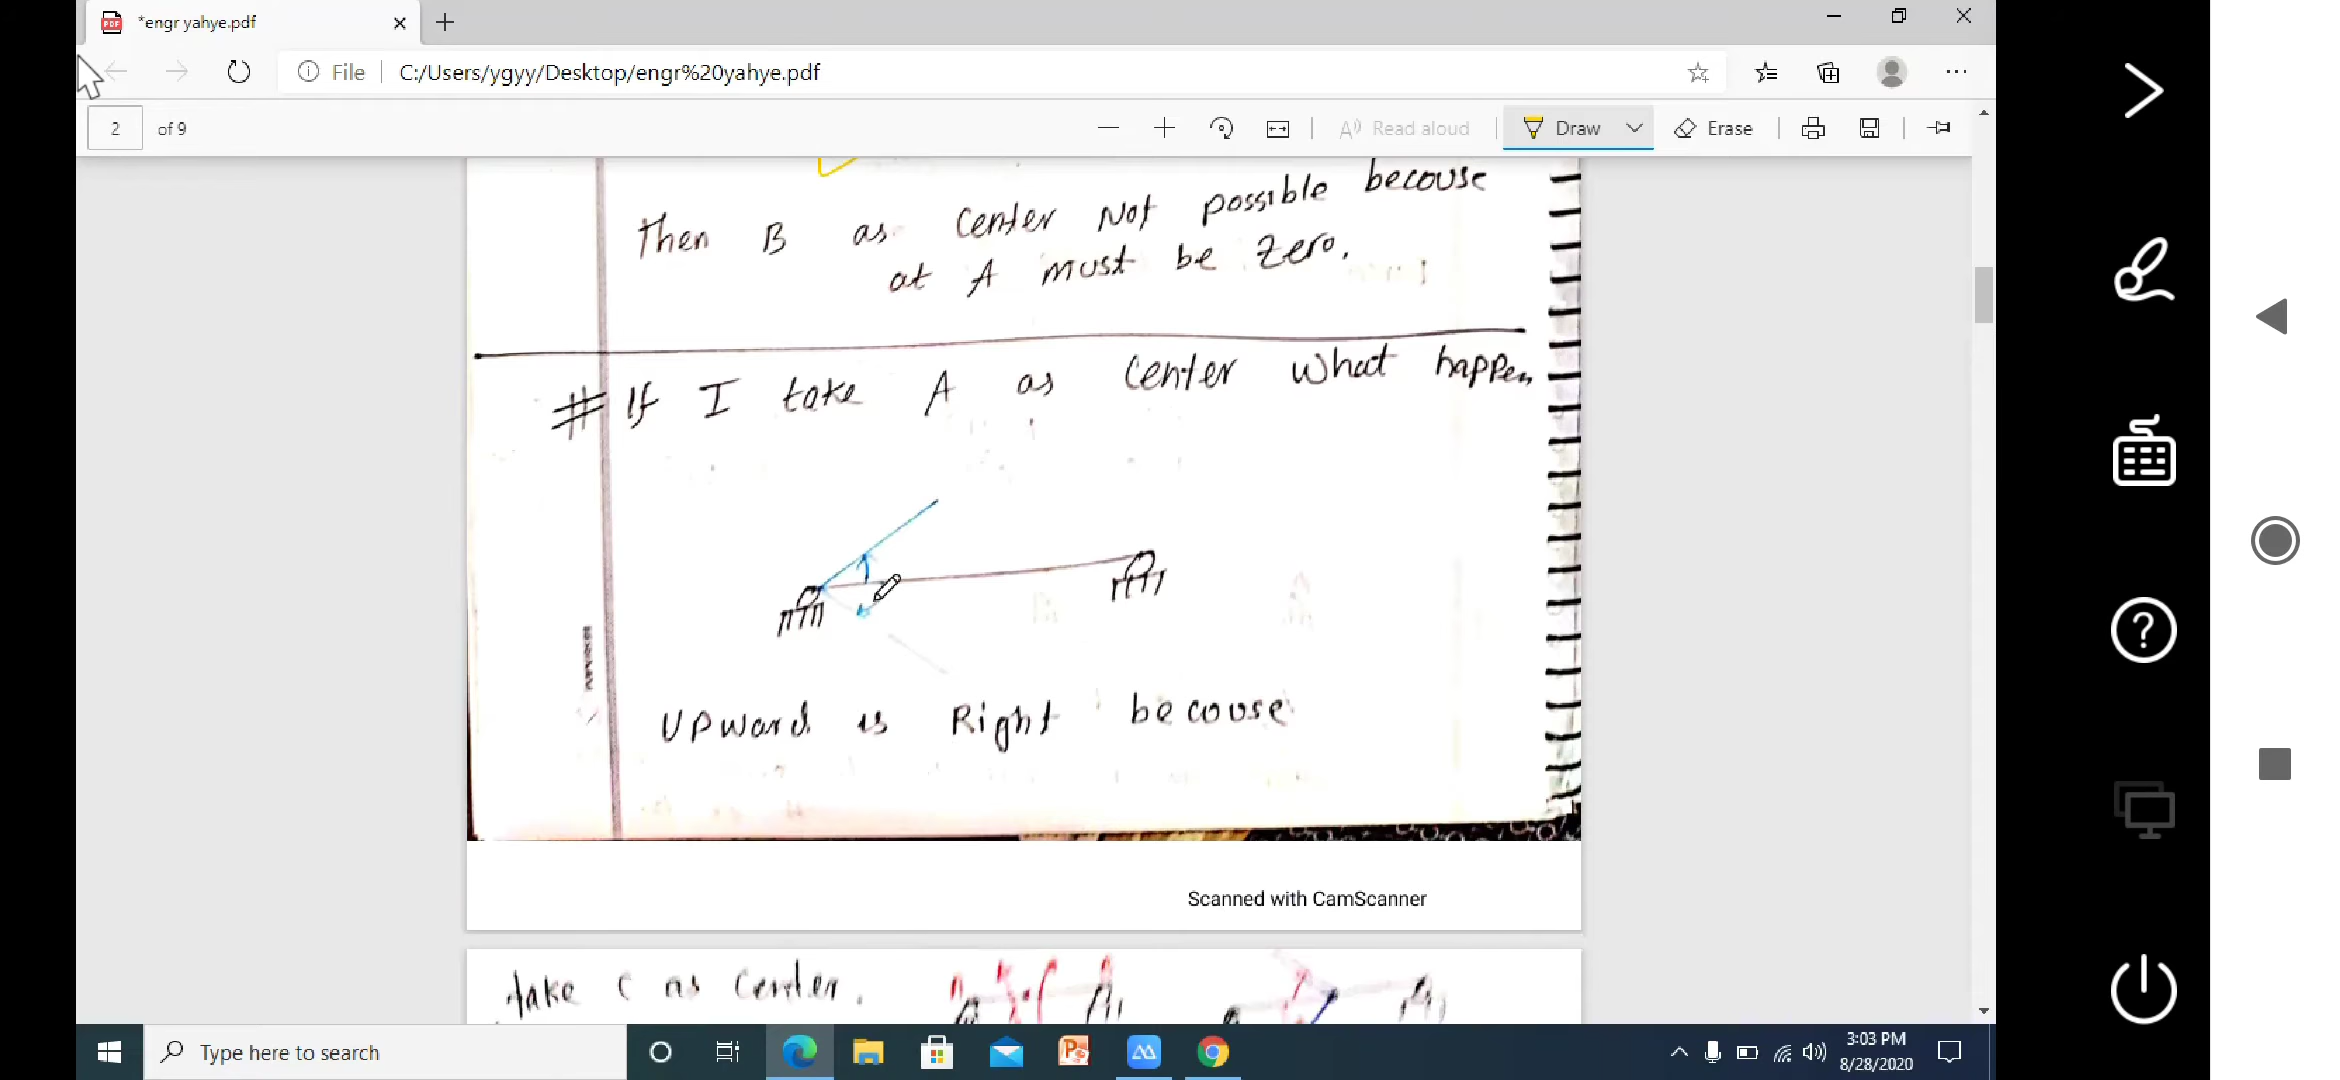 *engr yahye.pdf
File
C:/Users/ygyy/Desktop/engr%20yahye.pdf
2
of 9
Read aloud
Draw
Erase
Then B as Center Not possible becouse
at A must be Zero.
# If I take A as Center what happen
UPward is Right becouse
Scanned with CamScanner
take C as Center.
Type here to search
3:03 PM
8/28/2020